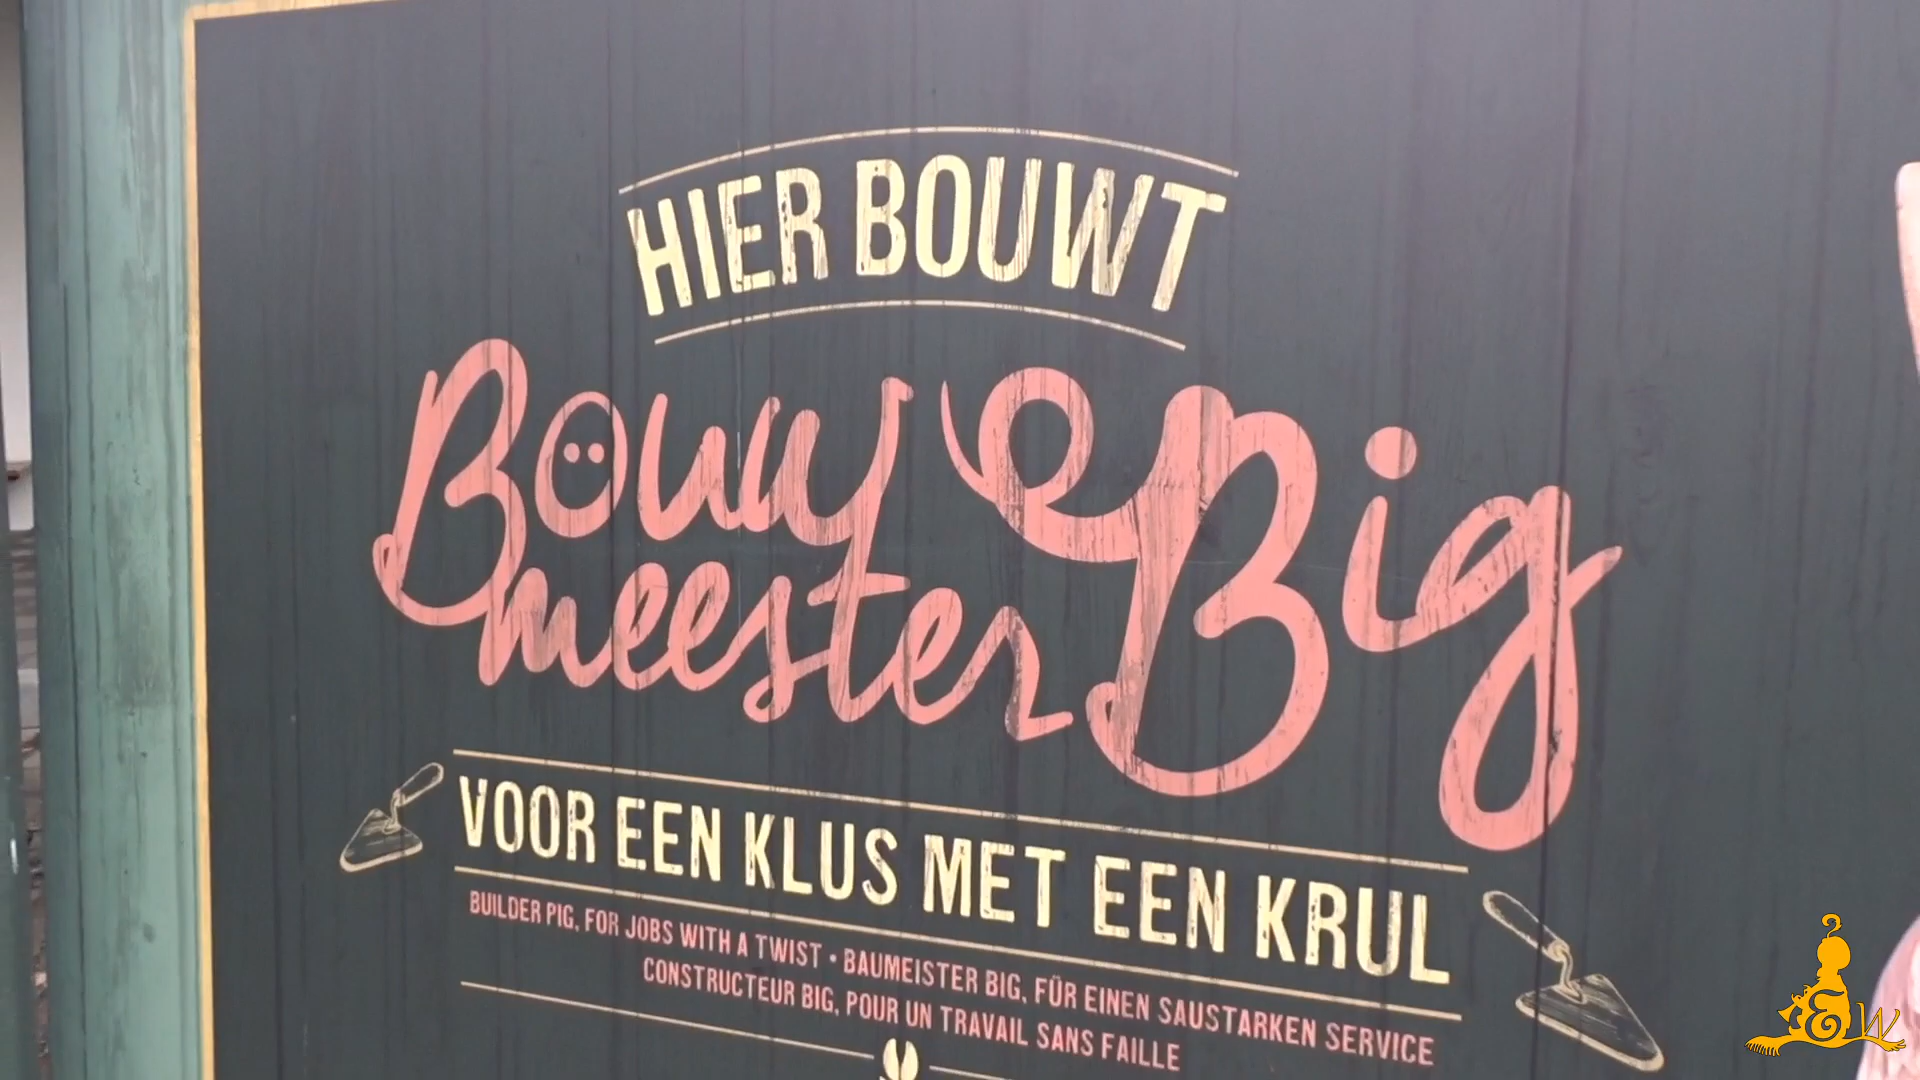 HIER BOUWT
Bouw
meester Big
VOOR EEN KLUS MET EEN KRUL
BUILDER PIG, FOR JOBS WITH A TWIST • BAUMEISTER BIG, FÜR EINEN SAUSTARKEN SERVICE
CONSTRUCTEUR BIG, POUR UN TRAVAIL SANS FAILLE
E W